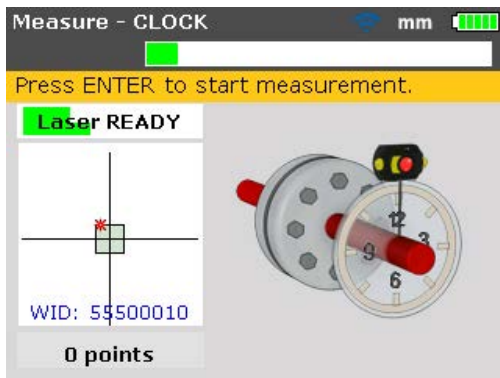 Measure - CLOCK mm
Press ENTER to start measurement.
Laser READY
12
9 3
6
WID: 55500010
0 points